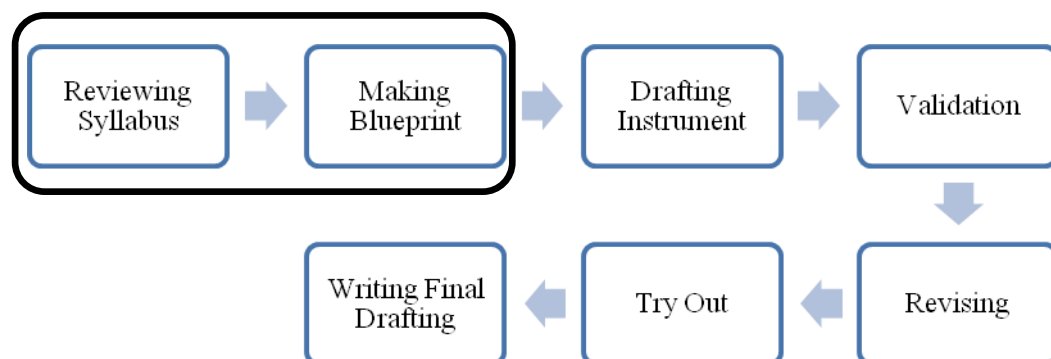 Reviewing
Syllabus
Making
Blueprint
Drafting
Instrument
Validation
Writing Final
Drafting
Try Out
Revising